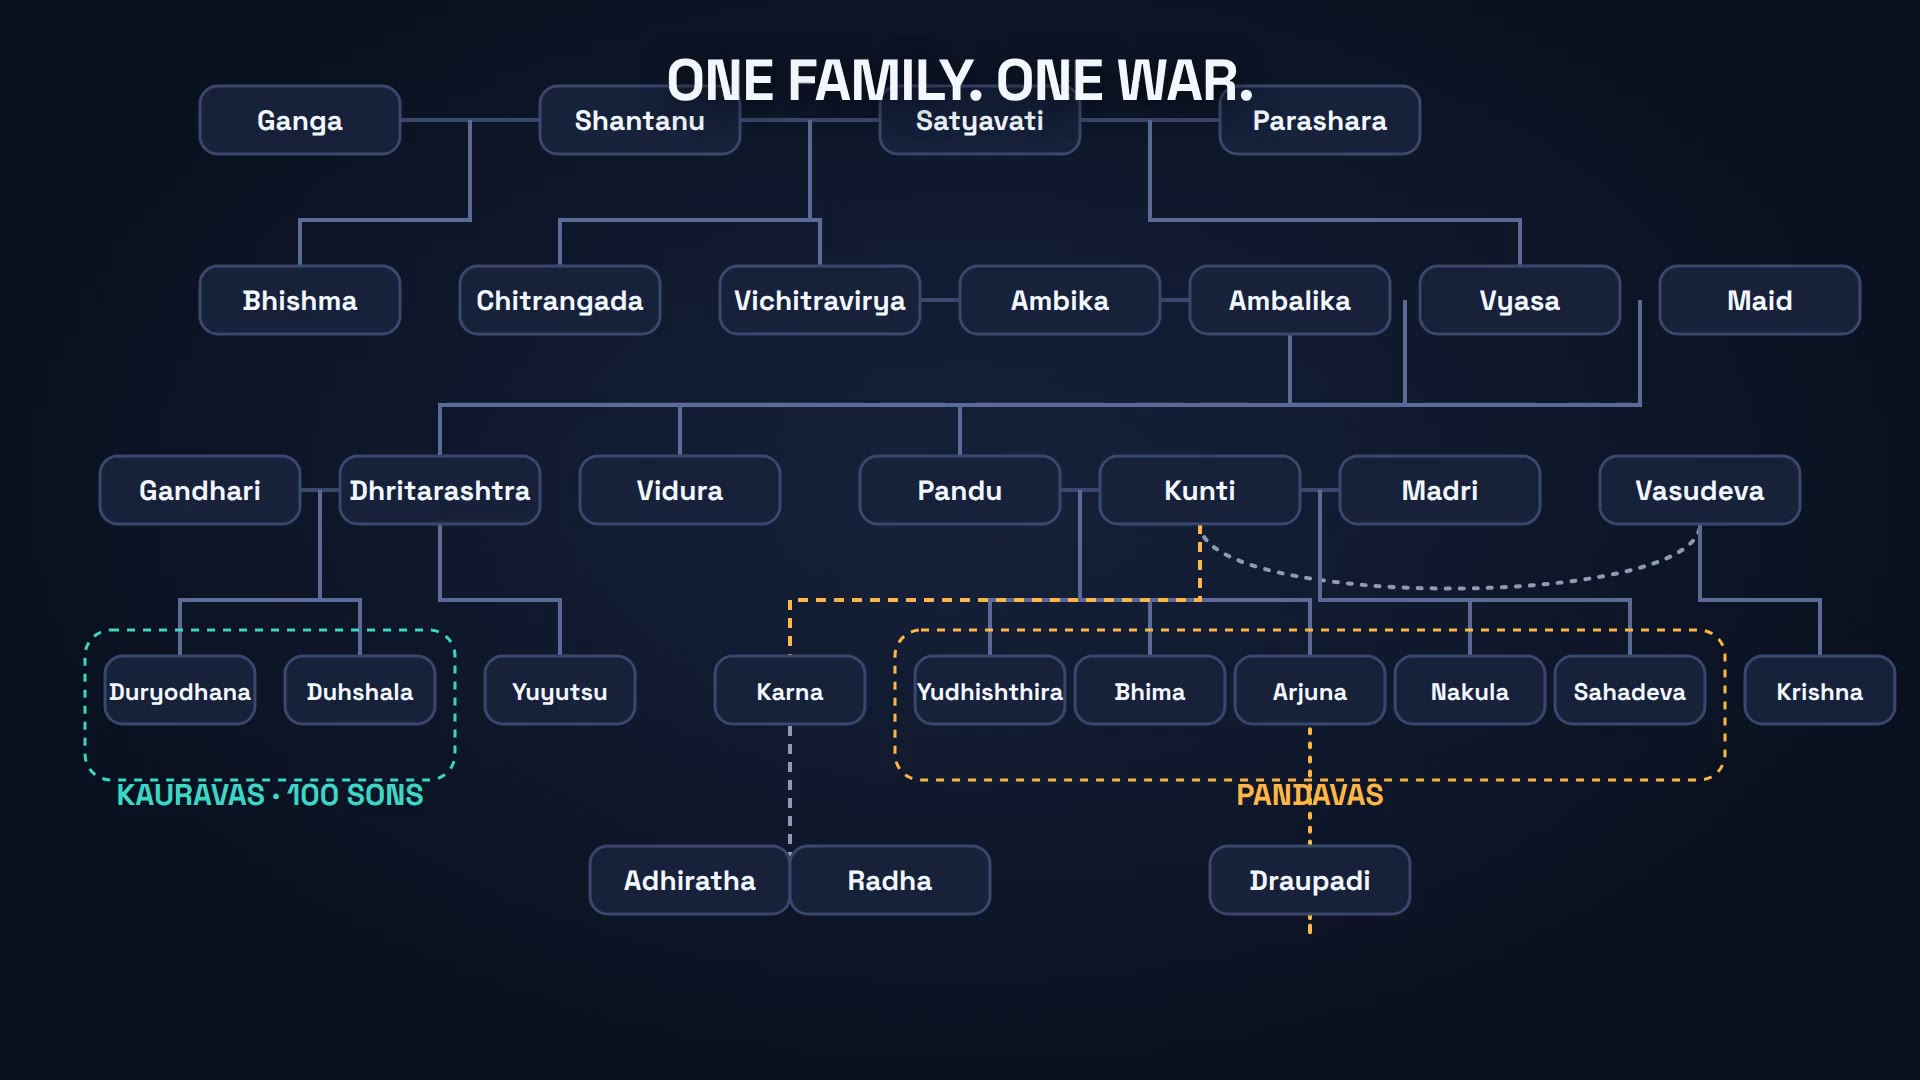 ONE FAMILY. ONE WAR.
Ganga
Shantanu
Satyavati
Parashara
Bhishma
Chitrangada
Vichitravirya
Ambika
Ambalika
Vyasa
Maid
Gandhari
Dhritarashtra
Vidura
Pandu
Kunti
Madri
Vasudeva
Duryodhana
Duhshala
Yuyutsu
Karna
Yudhishthira
Bhima
Arjuna
Nakula
Sahadeva
Krishna
KAURAVAS · 100 SONS
PANDAVAS
Adhiratha
Radha
Draupadi